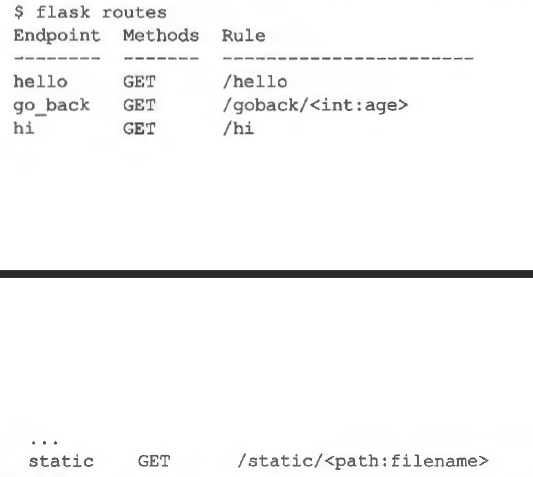 $ flask routes
Endpoint  Methods  Rule
--------  -------  -----------------------
hello     GET      /hello
go_back   GET      /goback/<int:age>
hi        GET      /hi
...
static    GET      /static/<path:filename>